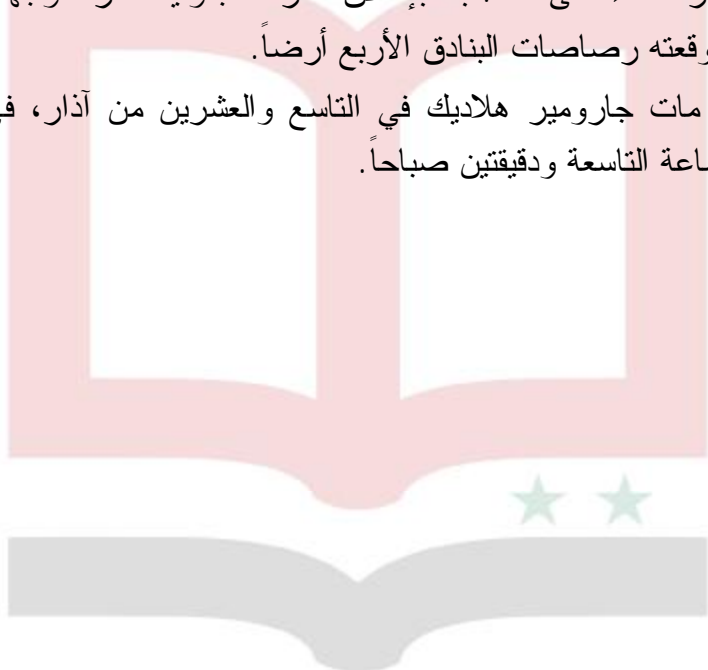 وقعته رصاصات البنادق الأربع أرضاً.
مات جارومير هلاديك في التاسع والعشرين من آذار، في
ساعة التاسعة ودقيقتين صباحاً.